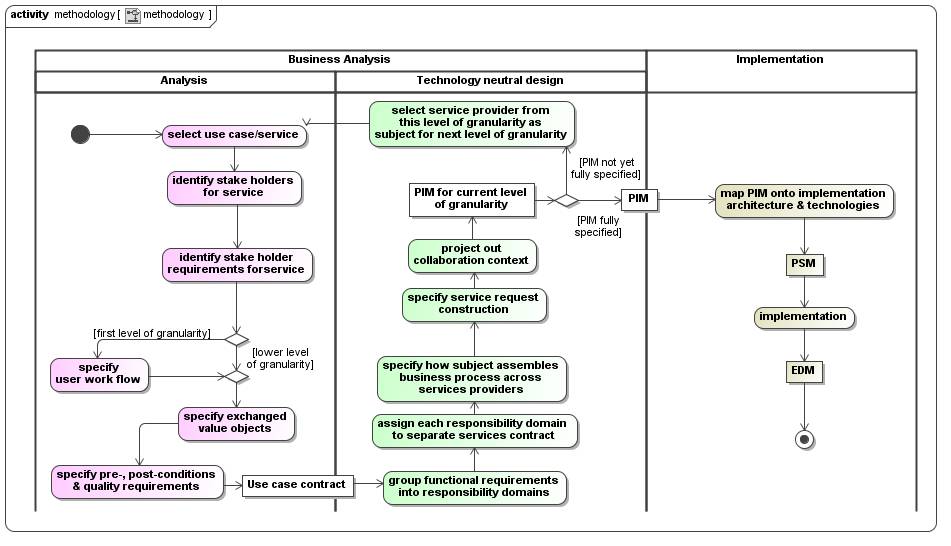 activity methodology [ methodology ]
Business Analysis
Implementation
Analysis
Technology neutral design
select use case/service
identify stake holders
for service
identify stake holder
requirements forservice
[first level of granularity]
[lower level
of granularity]
specify
user work flow
specify exchanged
value objects
specify pre-, post-conditions
& quality requirements
Use case contract
group functional requirements
into responsibility domains
assign each responsibility domain
to separate services contract
specify how subject assembles
business process across
services providers
specify service request
construction
project out
collaboration context
PIM for current level
of granularity
[PIM not yet
fully specified]
select service provider from
this level of granularity as
subject for next level of granularity
[PIM fully
specified]
PIM
map PIM onto implementation
architecture & technologies
PSM
implementation
EDM